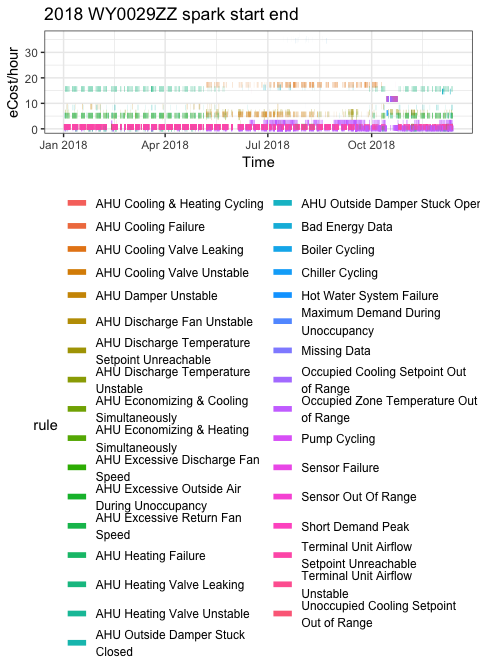 2018 WY0029ZZ spark start end
eCost/hour
30
20
10
0
Jan 2018 Apr 2018 Jul 2018 Oct 2018
Time
rule
AHU Cooling & Heating Cycling
AHU Cooling Failure
AHU Cooling Valve Leaking
AHU Cooling Valve Unstable
AHU Damper Unstable
AHU Discharge Fan Unstable
AHU Discharge Temperature
Setpoint Unreachable
AHU Discharge Temperature
Unstable
AHU Economizing & Cooling
Simultaneously
AHU Economizing & Heating
Simultaneously
AHU Excessive Discharge Fan
Speed
AHU Excessive Outside Air
During Unoccupancy
AHU Excessive Return Fan
Speed
AHU Heating Failure
AHU Heating Valve Leaking
AHU Heating Valve Unstable
AHU Outside Damper Stuck
Closed
AHU Outside Damper Stuck Oper
Bad Energy Data
Boiler Cycling
Chiller Cycling
Hot Water System Failure
Maximum Demand During
Unoccupancy
Missing Data
Occupied Cooling Setpoint Out
of Range
Occupied Zone Temperature Out
of Range
Pump Cycling
Sensor Failure
Sensor Out Of Range
Short Demand Peak
Terminal Unit Airflow
Setpoint Unreachable
Terminal Unit Airflow
Unstable
Unoccupied Cooling Setpoint
Out of Range